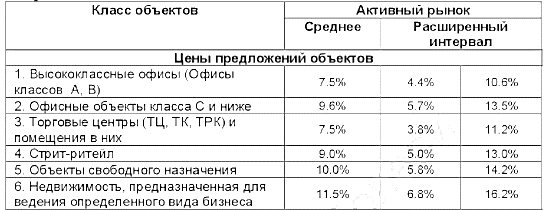 Класс объектов Активный рынок
Среднее Расширенный
интервал
Цены предложений объектов
1. Высококлассные офисы (Офисы
классов А, В) 7.5% 4.4% 10.6%
2. Офисные объекты класса С и ниже 9.6% 5.7% 13.5%
3. Торговые центры (ТЦ, ТК, ТРК) и
помещения в них 7.5% 3.8% 11.2%
4. Стрит-ритейл 9.0% 5.0% 13.0%
5. Объекты свободного назначения 10.0% 5.8% 14.2%
6. Недвижимость, предназначенная для
ведения определенного вида бизнеса 11.5% 6.8% 16.2%